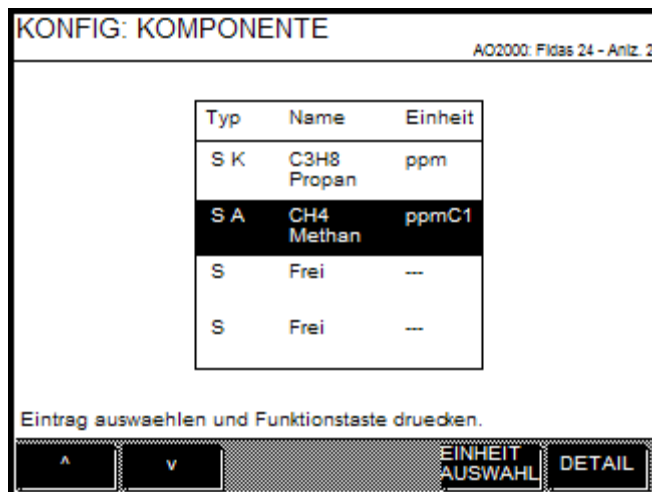 KONFIG: KOMPONENTE
AO2000: Fidas 24 - Anlz. 2
Typ Name Einheit
S K C3H8 ppm
Propan
S A CH4 ppmC1
Methan
S Frei ---
S Frei ---
Eintrag auswaehlen und Funktionstaste druecken.
^ v EINHEIT
AUSWAHL DETAIL